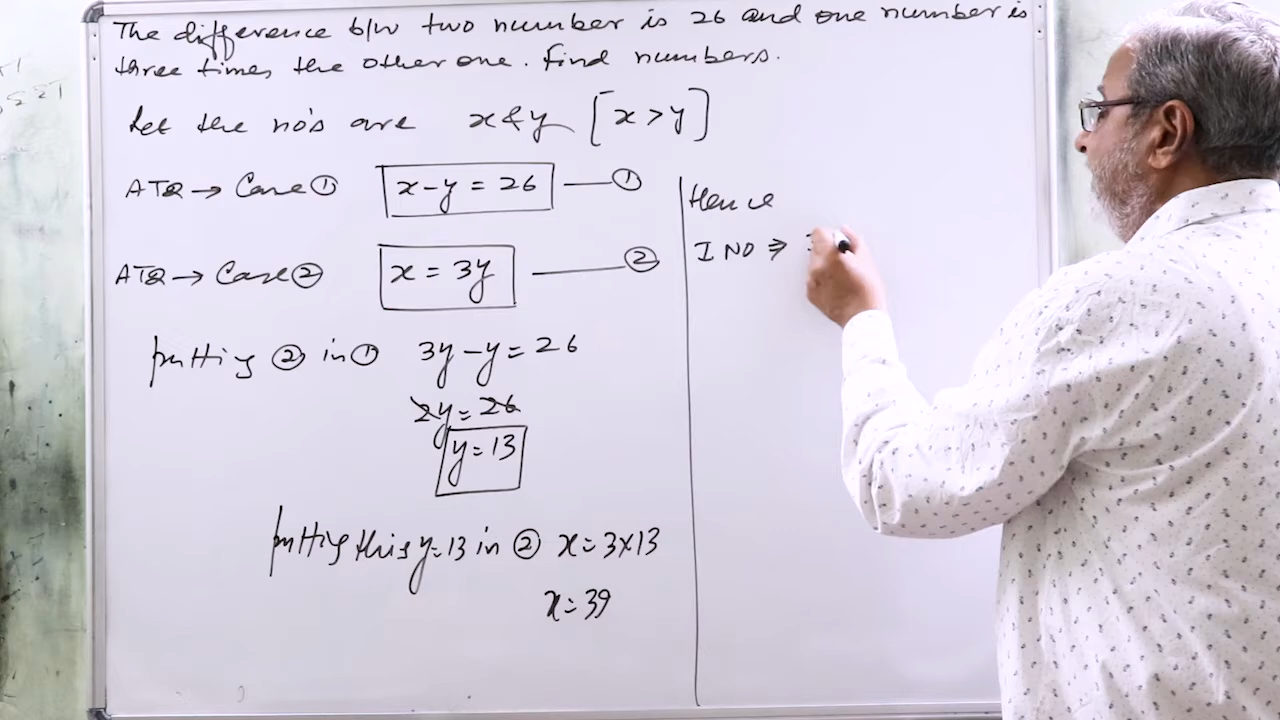 The difference b/w two number is 26 and one number is
three times the other one. Find numbers.
Let the no's are x & y [x > y]
ATQ → Case ① x - y = 26 —— ①
ATQ → Case ② x = 3y —— ②
putting ② in ① 3y - y = 26
2y = 26
y = 13
putting this y = 13 in ② x = 3 x 13
x = 39
Hence
I NO ⇒